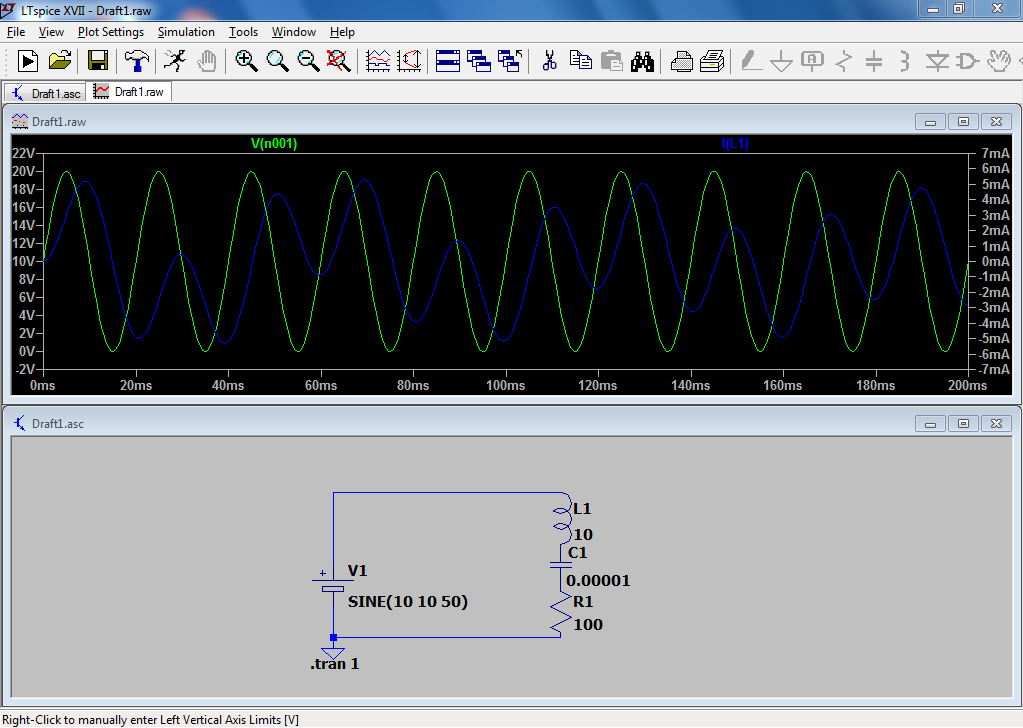 LTspice XVII - Draft1.raw
File View Plot Settings Simulation Tools Window Help
Draft1.asc Draft1.raw
Draft1.raw
V(n001) I(L1)
22V 7mA
20V 6mA
18V 5mA
16V 4mA
14V 3mA
12V 2mA
10V 1mA
8V 0mA
6V -1mA
4V -2mA
2V -3mA
0V -4mA
-2V -5mA
-6mA
-7mA
0ms 20ms 40ms 60ms 80ms 100ms 120ms 140ms 160ms 180ms 200ms
Draft1.asc
L1
10
C1
0.00001
R1
100
V1
+
SINE(10 10 50)
.tran 1
Right-Click to manually enter Left Vertical Axis Limits [V]